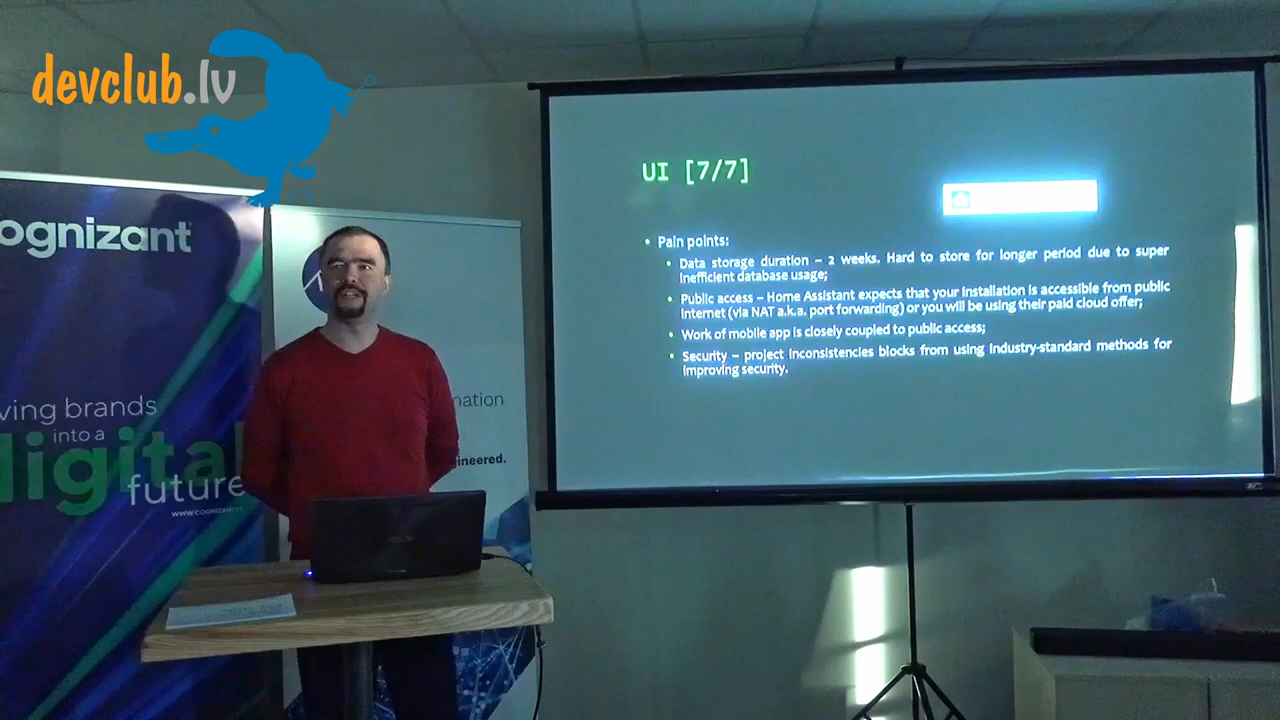 devclub.lv
ognizant
ving brands
into a
digital
future
UI [7/7]
• Pain points:
• Data storage duration – 2 weeks. Hard to store for longer period due to super
inefficient database usage;
• Public access – Home Assistant expects that your installation is accessible from public
internet (via NAT a.k.a. port forwarding) or you will be using their paid cloud offer;
• Work of mobile app is closely coupled to public access;
• Security – project inconsistencies blocks from using industry-standard methods for
improving security.
nation
gineered.